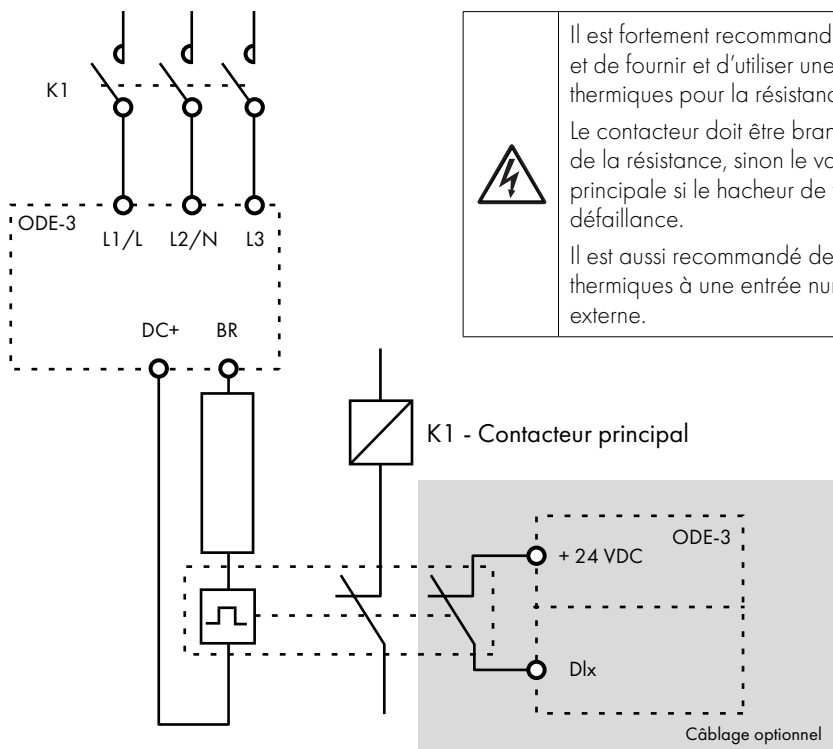 Il est fortement recommand
et de fournir et d'utiliser une
thermiques pour la résistanc
Le contacteur doit être bran
de la résistance, sinon le va
principale si le hacheur de
défaillance.
Il est aussi recommandé de
thermiques à une entrée nu
externe.
K1
ODE-3
L1/L L2/N L3
DC+ BR
K1 - Contacteur principal
ODE-3
+ 24 VDC
Dlx
Câblage optionnel